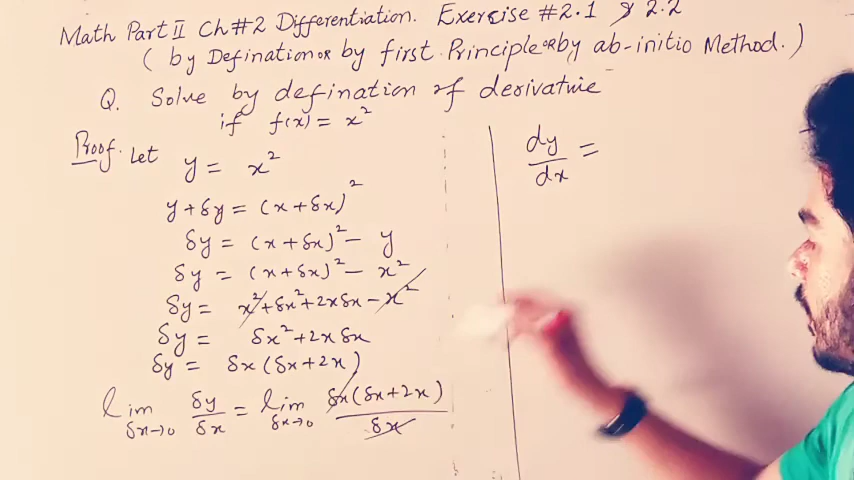 Math Part II Ch#2 Differentiation. Exercise #2.1 & 2.2
( by Defination or by first Principle or by ab-initio Method. )
Q. Solve by defination of derivative
if f(x) = x²
Proof. Let y = x²
y + δy = (x + δx)²
δy = (x + δx)² − y
δy = (x + δx)² − x²
δy = x² + δx² + 2xδx − x²
δy = δx² + 2xδx
δy = δx (δx + 2x)
lim δx→0 δy/δx = lim δx→0 δx(δx + 2x)/δx
dy/dx =